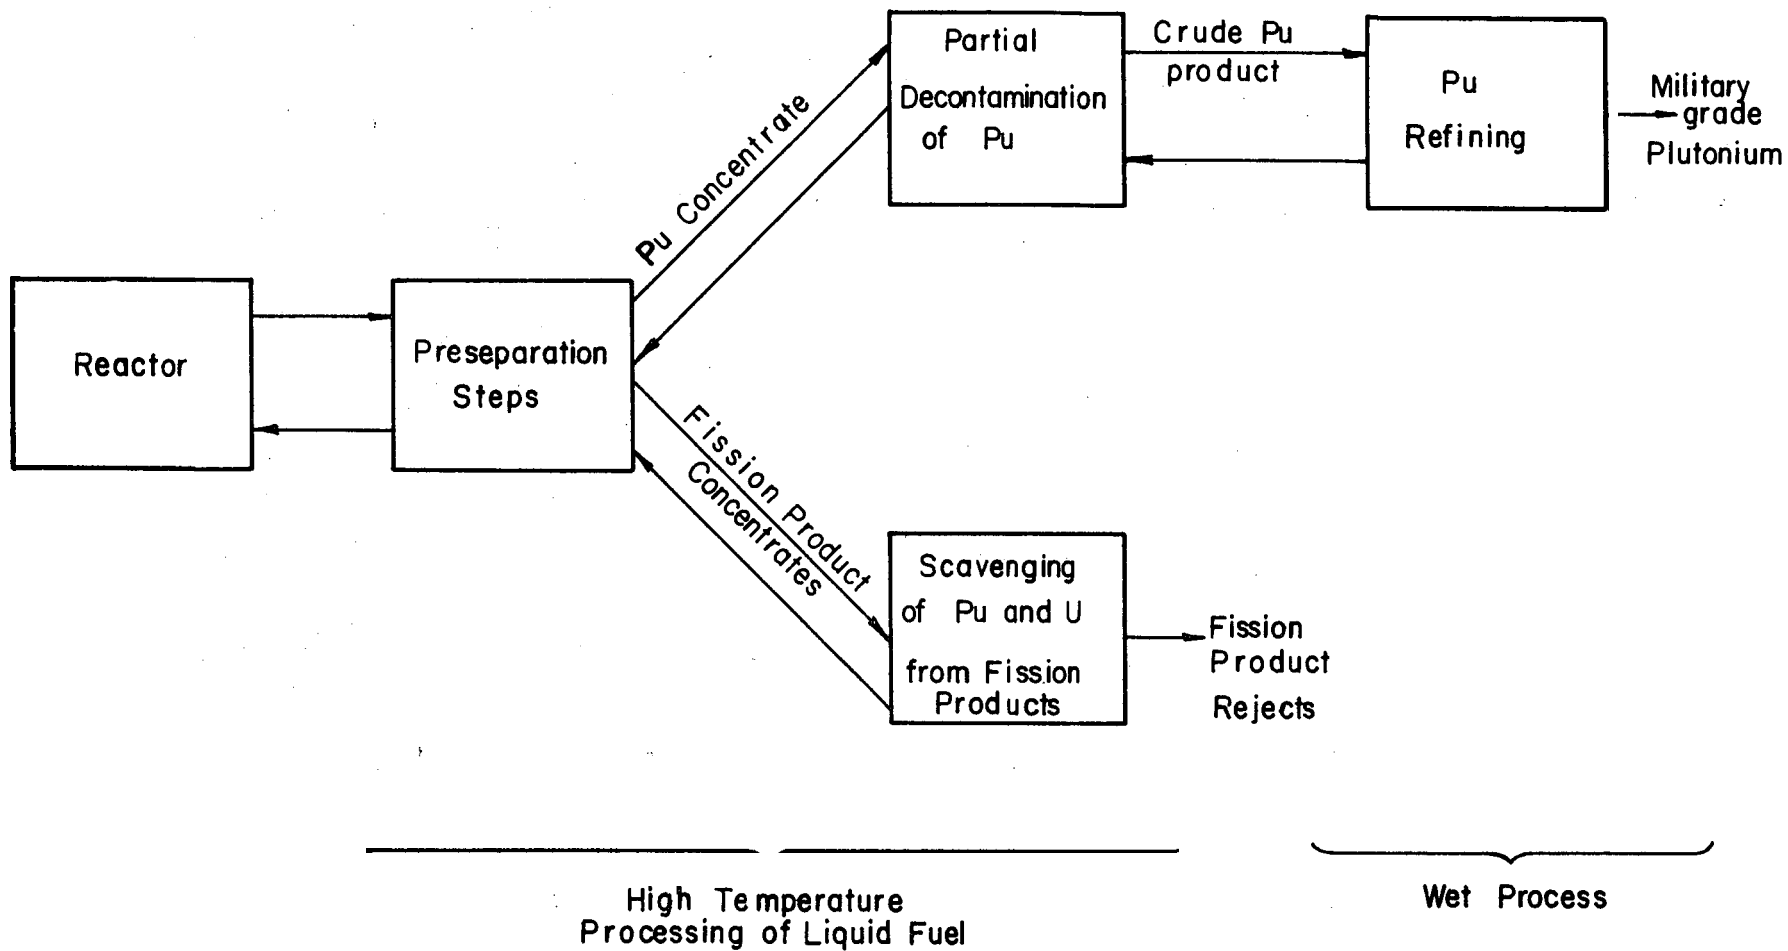 Partial
Decontamination
of Pu
Crude Pu
product
Pu
Refining
Military
grade
Plutonium
Pu Concentrate
Reactor
Preseparation
Steps
Fission Product
Concentrates
Scavenging
of Pu and U
from Fission
Products
Fission
Product
Rejects
High Temperature
Processing of Liquid Fuel
Wet Process